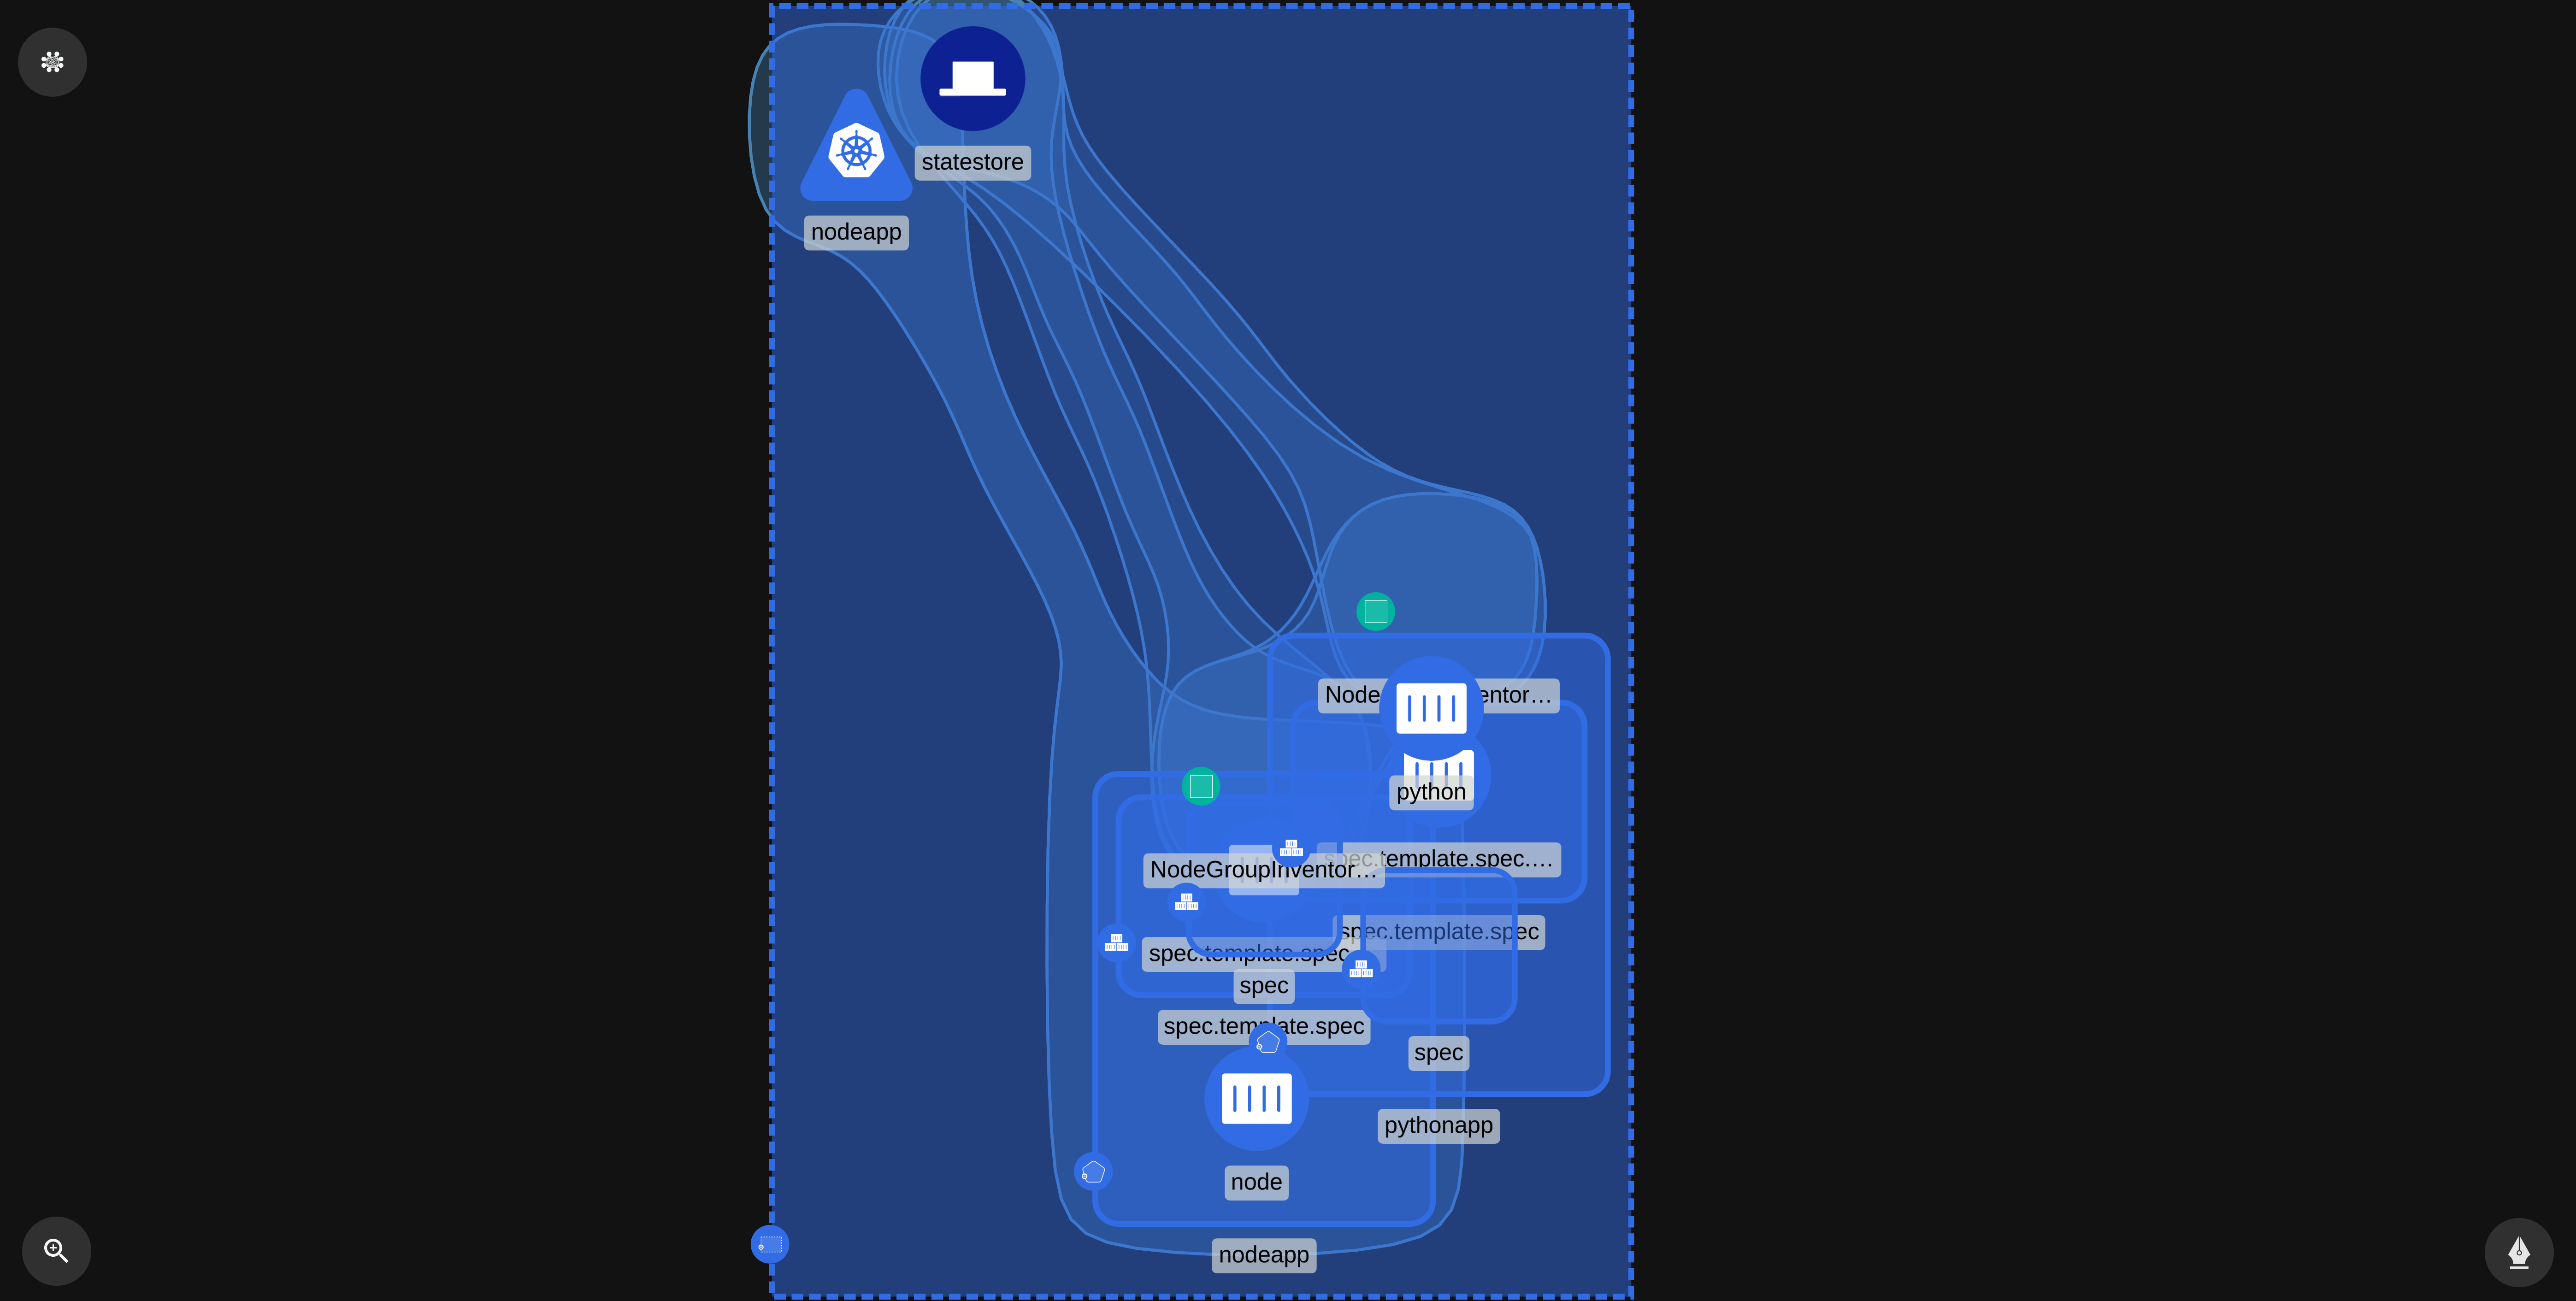 statestore
nodeapp
Node
entor…
python
spec.template.spec.…
NodeGroupInventor…
spec.template.spec
spec.template.spec
spec
spec.template.spec
spec
pythonapp
node
nodeapp